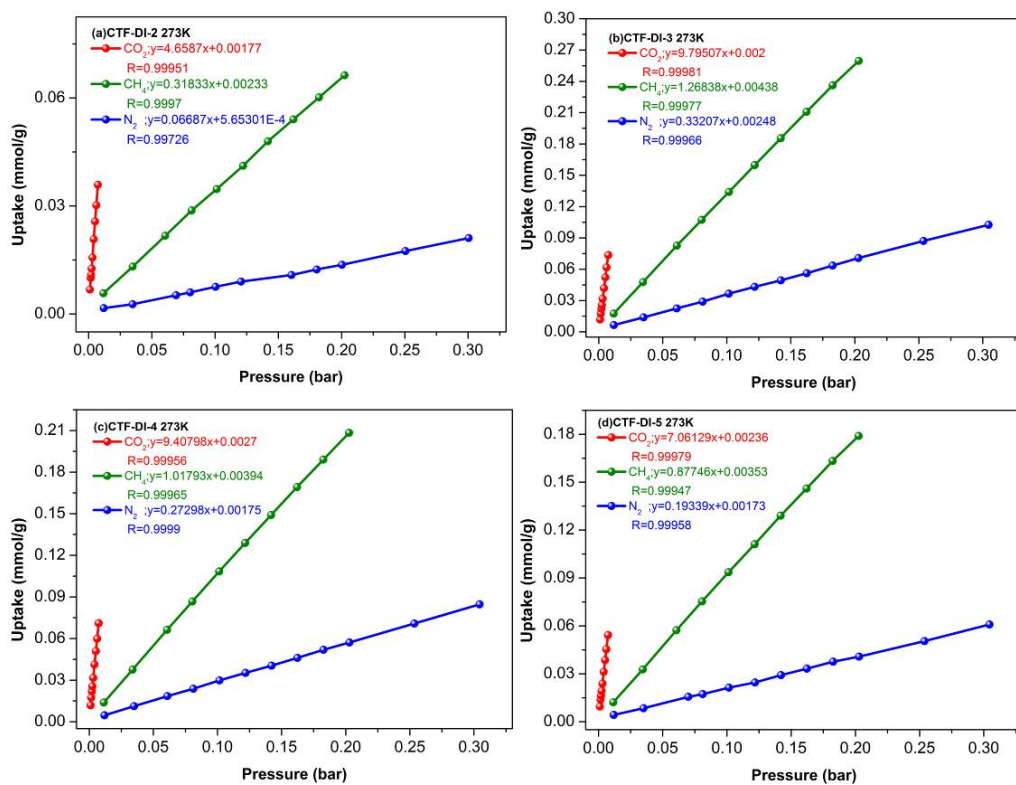 (a)CTF-DI-2 273K
CO₂;y=4.6587x+0.00177
R=0.99951
CH₄;y=0.31833x+0.00233
R=0.9997
N₂ ;y=0.06687x+5.65301E-4
R=0.99726
Uptake (mmol/g)
0.06
0.03
0.00
0.00 0.05 0.10 0.15 0.20 0.25 0.30
Pressure (bar)
(b)CTF-DI-3 273K
CO₂;y=9.79507x+0.002
R=0.99981
CH₄;y=1.26838x+0.00438
R=0.99977
N₂ ;y=0.33207x+0.00248
R=0.99966
Uptake (mmol/g)
0.30
0.27
0.24
0.21
0.18
0.15
0.12
0.09
0.06
0.03
0.00
0.00 0.05 0.10 0.15 0.20 0.25 0.30
Pressure (bar)
(c)CTF-DI-4 273K
CO₂;y=9.40798x+0.0027
R=0.99956
CH₄;y=1.01793x+0.00394
R=0.99965
N₂ ;y=0.27298x+0.00175
R=0.9999
Uptake (mmol/g)
0.21
0.18
0.15
0.12
0.09
0.06
0.03
0.00
0.00 0.05 0.10 0.15 0.20 0.25 0.30
Pressure (bar)
(d)CTF-DI-5 273K
CO₂;y=7.06129x+0.00236
R=0.99979
CH₄;y=0.87746x+0.00353
R=0.99947
N₂ ;y=0.19339x+0.00173
R=0.99958
Uptake (mmol/g)
0.18
0.15
0.12
0.09
0.06
0.03
0.00
0.00 0.05 0.10 0.15 0.20 0.25 0.30
Pressure (bar)